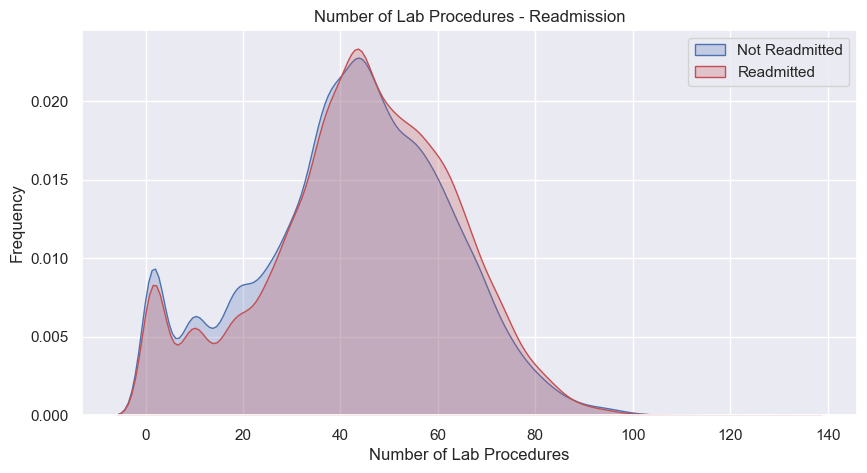 Number of Lab Procedures - Readmission
Not Readmitted
Readmitted
Frequency
0.020
0.015
0.010
0.005
0.000
0 20 40 60 80 100 120 140
Number of Lab Procedures